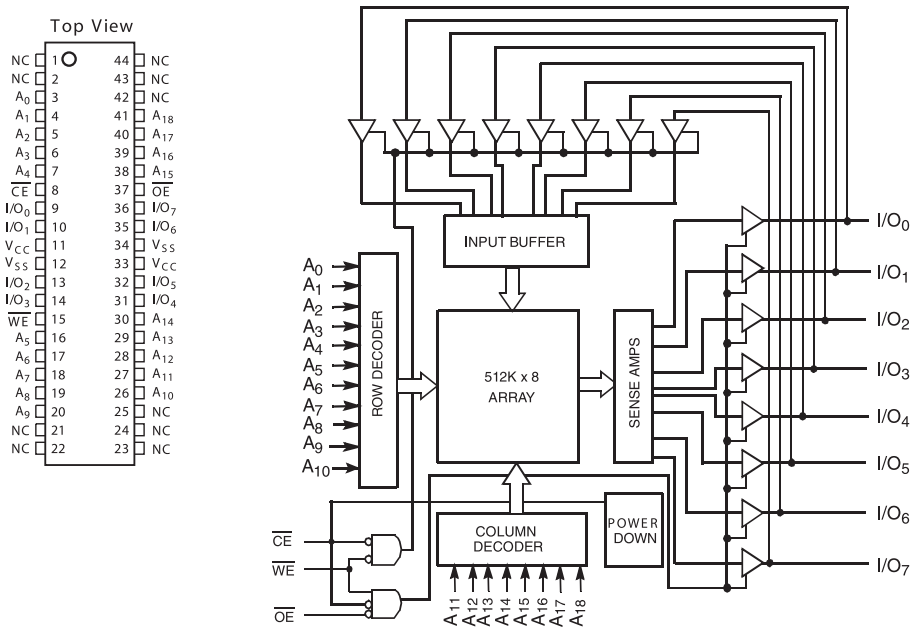 Top View
NC 1 44 NC
NC 2 43 NC
A0 3 42 NC
A1 4 41 A18
A2 5 40 A17
A3 6 39 A16
A4 7 38 A15
C̅E̅ 8 37 O̅E̅
I/O0 9 36 I/O7
I/O1 10 35 I/O6
VCC 11 34 VSS
VSS 12 33 VCC
I/O2 13 32 I/O5
I/O3 14 31 I/O4
W̅E̅ 15 30 A14
A5 16 29 A13
A6 17 28 A12
A7 18 27 A11
A8 19 26 A10
A9 20 25 NC
NC 21 24 NC
NC 22 23 NC
INPUT BUFFER
A0
A1
A2
A3
A4
A5
A6
A7
A8
A9
A10
ROW DECODER
512K x 8
ARRAY
SENSE AMPS
I/O0
I/O1
I/O2
I/O3
I/O4
I/O5
I/O6
I/O7
COLUMN
DECODER
POWER
DOWN
C̅E̅
W̅E̅
O̅E̅
A11
A12
A13
A14
A15
A16
A17
A18